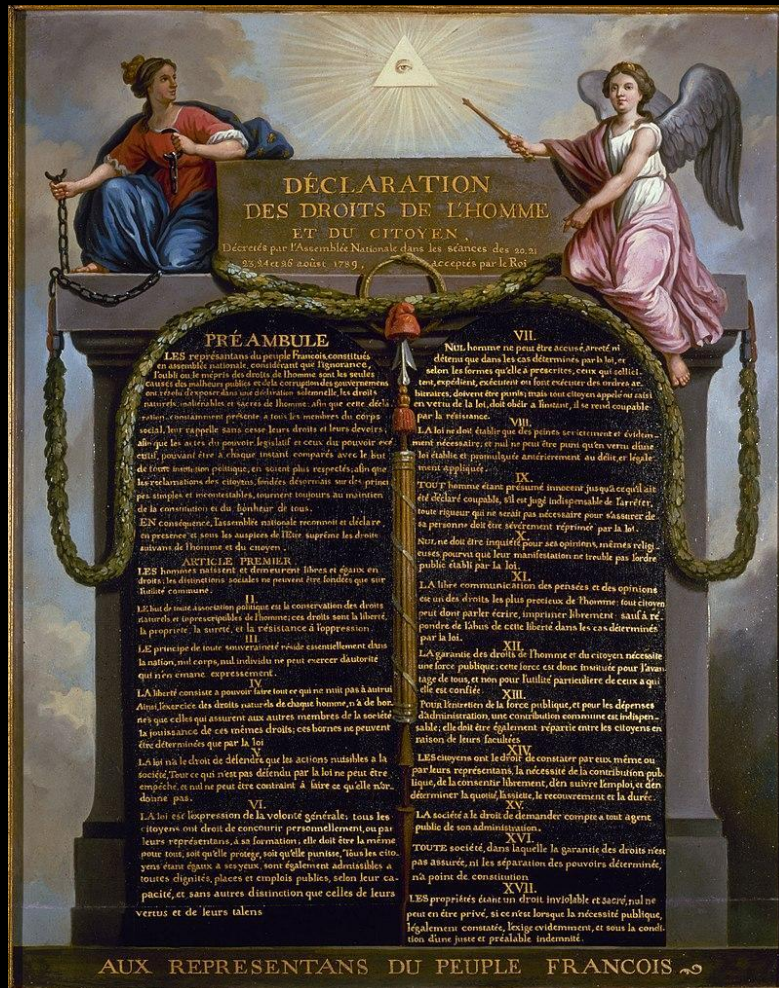 DÉCLARATION
DES DROITS DE L'HOMME
ET DU CITOYEN,
Décretés par l'Assemblée Nationale dans les séances des 20, 21
23, 24 et 26 août 1789, acceptés par le Roi
PRÉAMBULE
LES représentans du peuple François, constitués
en assemblée nationale, considérant que l'ignorance,
l'oubli ou le mépris des droits de l'homme sont les seules
causes des malheurs publics et de la corruption des gouvernemens
ont résolu d'exposer dans une déclaration solemnelle, les droits
naturels, inaliénables et sacrés de l'homme; afin que cette décla-
ration, constamment présente a tous les membres du corps
social, leur rappelle sans cesse leurs droits et leurs devoirs;
afin que les actes du pouvoir legislatif et ceux du pouvoir exé-
cutif, pouvant être a chaque instant comparés avec le but
de toute institution politique, en soient plus respectés; afin que
les reclamations des citoyens, fondées désormais sur des princi-
pes simples et incontestables, tournent toujours au maintien
de la constitution et du bonheur de tous.
EN conséquence, l'assemblée nationale reconnoit et déclare,
en presence et sous les auspices de l'Etre suprême les droits
suivans de l'homme et du citoyen.
ARTICLE PREMIER
LES hommes naissent et demeurent libres et égaux en
droits; les distinctions sociales ne peuvent être fondées que sur
l'utilité commune.
II.
LE but de toute association politique est la conservation des droits
naturels et inprescriptibles de l'homme; ces droits sont la liberté,
la propriete, la sureté, et la résistance à l'oppression.
III
LE principe de toute souveraineté réside essentiellement dans
la nation, nul corps, nul individu ne peut exercer d'autorité
qui n'en emane expressement.
IV
LA liberté consiste a pouvoir faire tout ce qui ne nuit pas à autrui
Ainsi, l'exercice des droits naturels de chaque homme, n'a de bor-
nes que celles qui assurent aux autres membres de la société
la jouissance de ces mêmes droits; ces bornes ne peuvent
être déterminées que par la loi
V.
LA loi n'a le droit de défendre que les actions nuisibles a la
société. Tout ce qui n'est pas défendu par la loi ne peut être
empêché, et nul ne peut être contraint à faire ce qu'elle n'or-
donne pas.
VI.
LA loi est l'expression de la volonté générale; tous les
citoyens ont droit de concourir personnellement, ou par
leurs représentans, à sa formation; elle doit être la même
pour tous, soit qu'elle protege, soit qu'elle punisse. Tous les cito-
yens étant égaux a ses yeux, sont également admissibles a
toutes dignités, places et emplois publics, selon leur ca-
pacité, et sans autres distinction que celles de leurs
vertus et de leurs talens
VII.
NUL homme ne peut être accusé, arreté ni
détenu que dans les cas déterminés par la loi, et
selon les formes qu'elle à prescrites, ceux qui sollici-
tent, expédient, exécutent ou font exécuter des ordres ar-
bitraires, doivent être punis; mais tout citoyen appelé ou saisi
en vertu de la loi, doit obéir a l'instant, il se rend coupable
par la résistance.
VIII.
LA loi ne doit établir que des peines strictement et évidem-
ment nécessaire; et nul ne peut être puni qu'en vertu d'une
loi établie et promulguée antérierement au délit, et légale-
ment appliquée.
IX.
TOUT homme étant présumé innocent jusqu'a ce qu'il ait
été déclaré coupable, s'il est jugé indispensable de l'arrêter,
toute rigueur qui ne serait pas nécessaire pour s'assurer de
sa personne doit être sévèrement réprimée par la loi.
X.
NUL ne doit être inquiété pour ses opinions, mêmes religi-
euses, pourvu que leur manifestation ne trouble pas l'ordre
public établi par la loi.
XI.
LA libre communication des pensées et des opinions
est un des droits les plus precieux de l'homme; tout citoyen
peut dont parler, écrire, imprimer librement: sauf à ré-
pondre de l'abus de cette liberté dans les cas déterminés
par la loi.
XII.
LA garantie des droits de l'homme et du citoyen nécessite
une force publique; cette force est donc instituée pour l'avan-
tage de tous, et non pour l'utilité particuliere de ceux a qui
elle est confiée.
XIII.
Pour l'entretien de la force publique, et pour les dépenses
d'administration, une contribution commune est indispen-
sable; elle doit être également répartie entre les citoyens en
raison de leurs facultées
XIV.
LES citoyens ont le droit de constater par eux même ou
par leurs représentans, la nécessité de la contribution pub-
lique, de la consentir librement, d'en suivre l'emploi, et d'en
déterminer la quotité, l'assiette, le recouvrement et la durée.
XV.
LA société a le droit de demander compte a tout agent
public de son administration.
XVI.
TOUTE société, dans laquelle la garantie des droits n'est
pas assurée, ni les séparation des pouvoirs déterminée,
n'a point de constitution
XVII.
LES propriétés étant un droit inviolable et sacré, nul ne
peut en être privé, si ce n'est lorsque la nécessité publique,
légalement constatée, l'exige evidemment, et sous la condi-
tion d'une juste et préalable indemnité.
AUX REPRESENTANS DU PEUPLE FRANCOIS